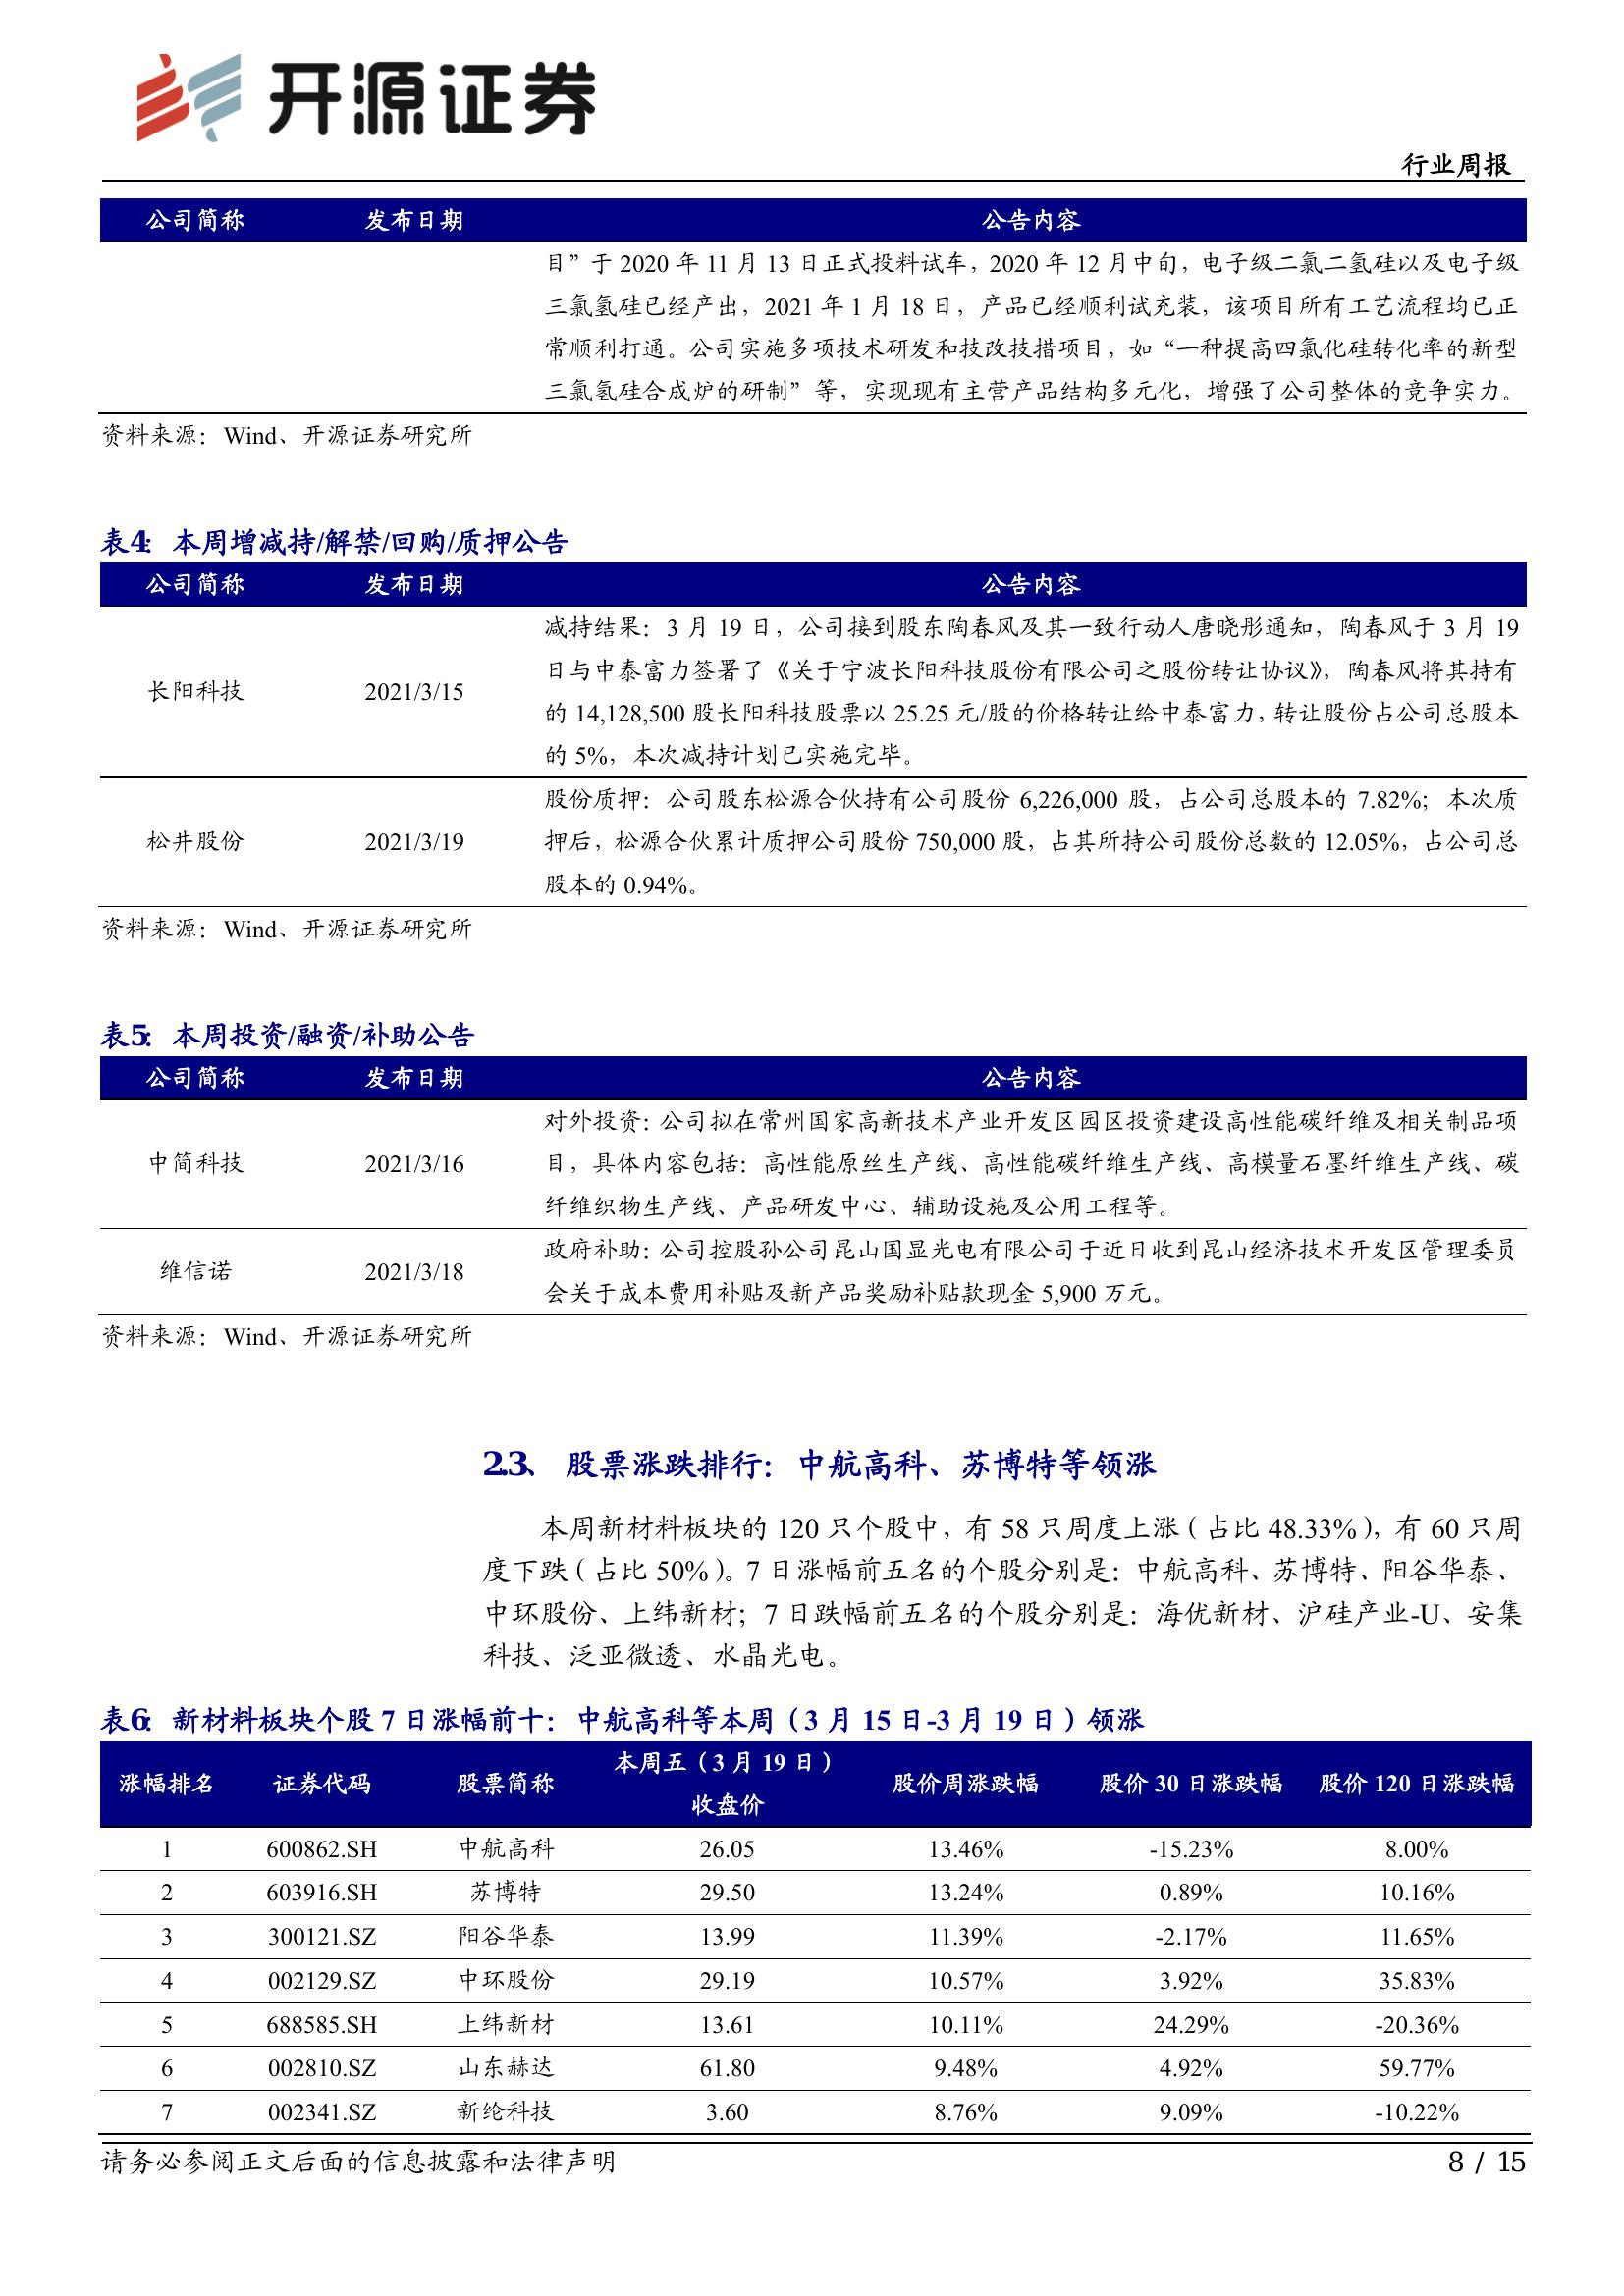 开源证券
行业周报
公司简称 发布日期 公告内容
目”于 2020 年 11 月 13 日正式投料试车，2020 年 12 月中旬，电子级二氯二氢硅以及电子级
三氯氢硅已经产出，2021 年 1 月 18 日，产品已经顺利试充装，该项目所有工艺流程均已正
常顺利打通。公司实施多项技术研发和技改技措项目，如“一种提高四氯化硅转化率的新型
三氯氢硅合成炉的研制”等，实现现有主营产品结构多元化，增强了公司整体的竞争实力。
资料来源：Wind、开源证券研究所
表4：本周增减持/解禁/回购/质押公告
公司简称 发布日期 公告内容
减持结果：3 月 19 日，公司接到股东陶春风及其一致行动人唐晓彤通知，陶春风于 3 月 19
日与中泰富力签署了《关于宁波长阳科技股份有限公司之股份转让协议》，陶春风将其持有
长阳科技 2021/3/15
的 14,128,500 股长阳科技股票以 25.25 元/股的价格转让给中泰富力，转让股份占公司总股本
的 5%，本次减持计划已实施完毕。
股份质押：公司股东松源合伙持有公司股份 6,226,000 股，占公司总股本的 7.82%；本次质
松井股份 2021/3/19 押后，松源合伙累计质押公司股份 750,000 股，占其所持公司股份总数的 12.05%，占公司总
股本的 0.94%。
资料来源：Wind、开源证券研究所
表5：本周投资/融资/补助公告
公司简称 发布日期 公告内容
对外投资：公司拟在常州国家高新技术产业开发区园区投资建设高性能碳纤维及相关制品项
中简科技 2021/3/16 目，具体内容包括：高性能原丝生产线、高性能碳纤维生产线、高模量石墨纤维生产线、碳
纤维织物生产线、产品研发中心、辅助设施及公用工程等。
政府补助：公司控股孙公司昆山国显光电有限公司于近日收到昆山经济技术开发区管理委员
维信诺 2021/3/18
会关于成本费用补贴及新产品奖励补贴款现金 5,900 万元。
资料来源：Wind、开源证券研究所
2.3、 股票涨跌排行：中航高科、苏博特等领涨
本周新材料板块的 120 只个股中，有 58 只周度上涨（占比 48.33%），有 60 只周
度下跌（占比 50%）。7 日涨幅前五名的个股分别是：中航高科、苏博特、阳谷华泰、
中环股份、上纬新材；7 日跌幅前五名的个股分别是：海优新材、沪硅产业-U、安集
科技、泛亚微透、水晶光电。
表6：新材料板块个股 7 日涨幅前十：中航高科等本周（3 月 15 日-3 月 19 日）领涨
本周五（3 月 19 日）
涨幅排名 证券代码 股票简称 股价周涨跌幅 股价 30 日涨跌幅 股价 120 日涨跌幅
收盘价
1 600862.SH 中航高科 26.05 13.46% -15.23% 8.00%
2 603916.SH 苏博特 29.50 13.24% 0.89% 10.16%
3 300121.SZ 阳谷华泰 13.99 11.39% -2.17% 11.65%
4 002129.SZ 中环股份 29.19 10.57% 3.92% 35.83%
5 688585.SH 上纬新材 13.61 10.11% 24.29% -20.36%
6 002810.SZ 山东赫达 61.80 9.48% 4.92% 59.77%
7 002341.SZ 新纶科技 3.60 8.76% 9.09% -10.22%
请务必参阅正文后面的信息披露和法律声明 8 / 15